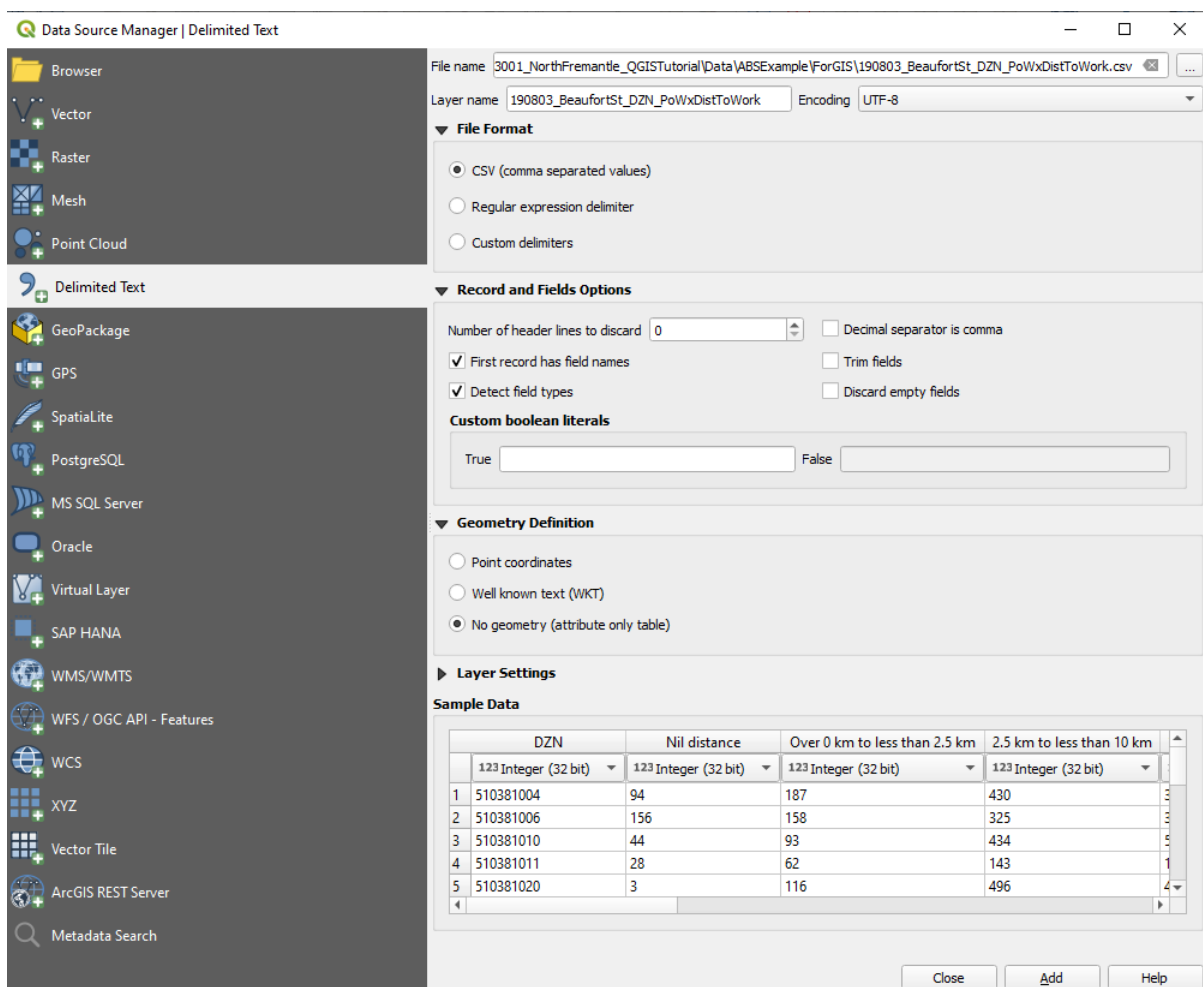 Data Source Manager | Delimited Text
Browser
Vector
Raster
Mesh
Point Cloud
Delimited Text
GeoPackage
GPS
SpatiaLite
PostgreSQL
MS SQL Server
Oracle
Virtual Layer
SAP HANA
WMS/WMTS
WFS / OGC API - Features
WCS
XYZ
Vector Tile
ArcGIS REST Server
Metadata Search
File name 3001_NorthFremantle_QGISTutorial\Data\ABSExample\ForGIS\190803_BeaufortSt_DZN_PoWxDistToWork.csv ...
Layer name 190803_BeaufortSt_DZN_PoWxDistToWork Encoding UTF-8
File Format
CSV (comma separated values)
Regular expression delimiter
Custom delimiters
Record and Fields Options
Number of header lines to discard 0 Decimal separator is comma
First record has field names Trim fields
Detect field types Discard empty fields
Custom boolean literals
True False
Geometry Definition
Point coordinates
Well known text (WKT)
No geometry (attribute only table)
Layer Settings
Sample Data
DZN Nil distance Over 0 km to less than 2.5 km 2.5 km to less than 10 km
123 Integer (32 bit) 123 Integer (32 bit) 123 Integer (32 bit) 123 Integer (32 bit)
1 510381004 94 187 430
2 510381006 156 158 325
3 510381010 44 93 434
4 510381011 28 62 143
5 510381020 3 116 496
Close Add Help